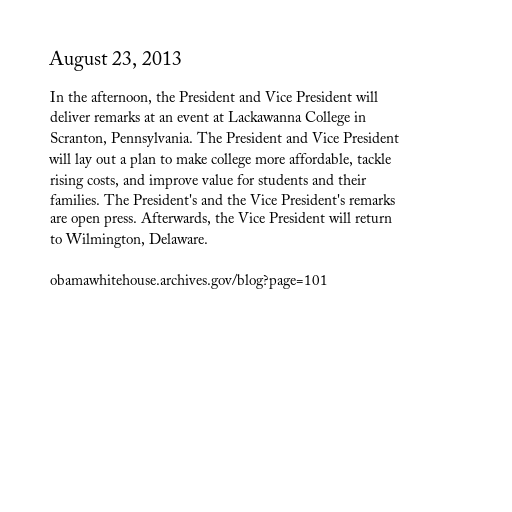 August 23, 2013
In the afternoon, the President and Vice President will
deliver remarks at an event at Lackawanna College in
Scranton, Pennsylvania. The President and Vice President
will lay out a plan to make college more affordable, tackle
rising costs, and improve value for students and their
families. The President's and the Vice President's remarks
are open press. Afterwards, the Vice President will return
to Wilmington, Delaware.
obamawhitehouse.archives.gov/blog?page=101